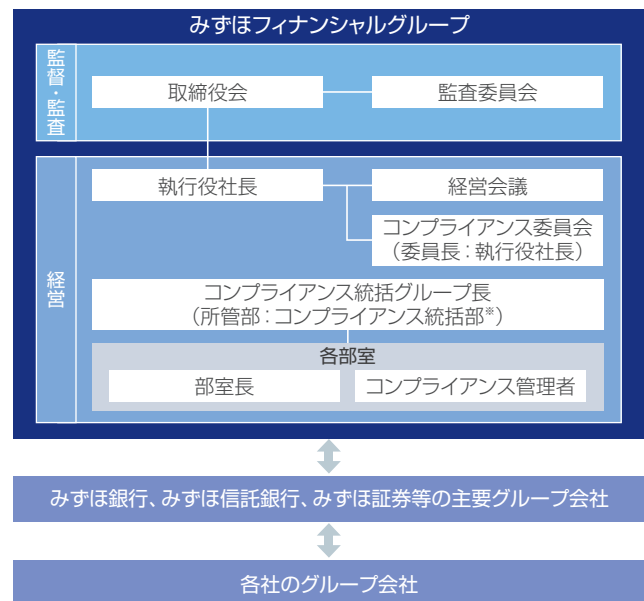 みずほフィナンシャルグループ
監督・監査
取締役会
監査委員会
経営
執行役社長
経営会議
コンプライアンス委員会
（委員長：執行役社長）
コンプライアンス統括グループ長
（所管部：コンプライアンス統括部※）
各部室
部室長
コンプライアンス管理者
みずほ銀行、みずほ信託銀行、みずほ証券等の主要グループ会社
各社のグループ会社